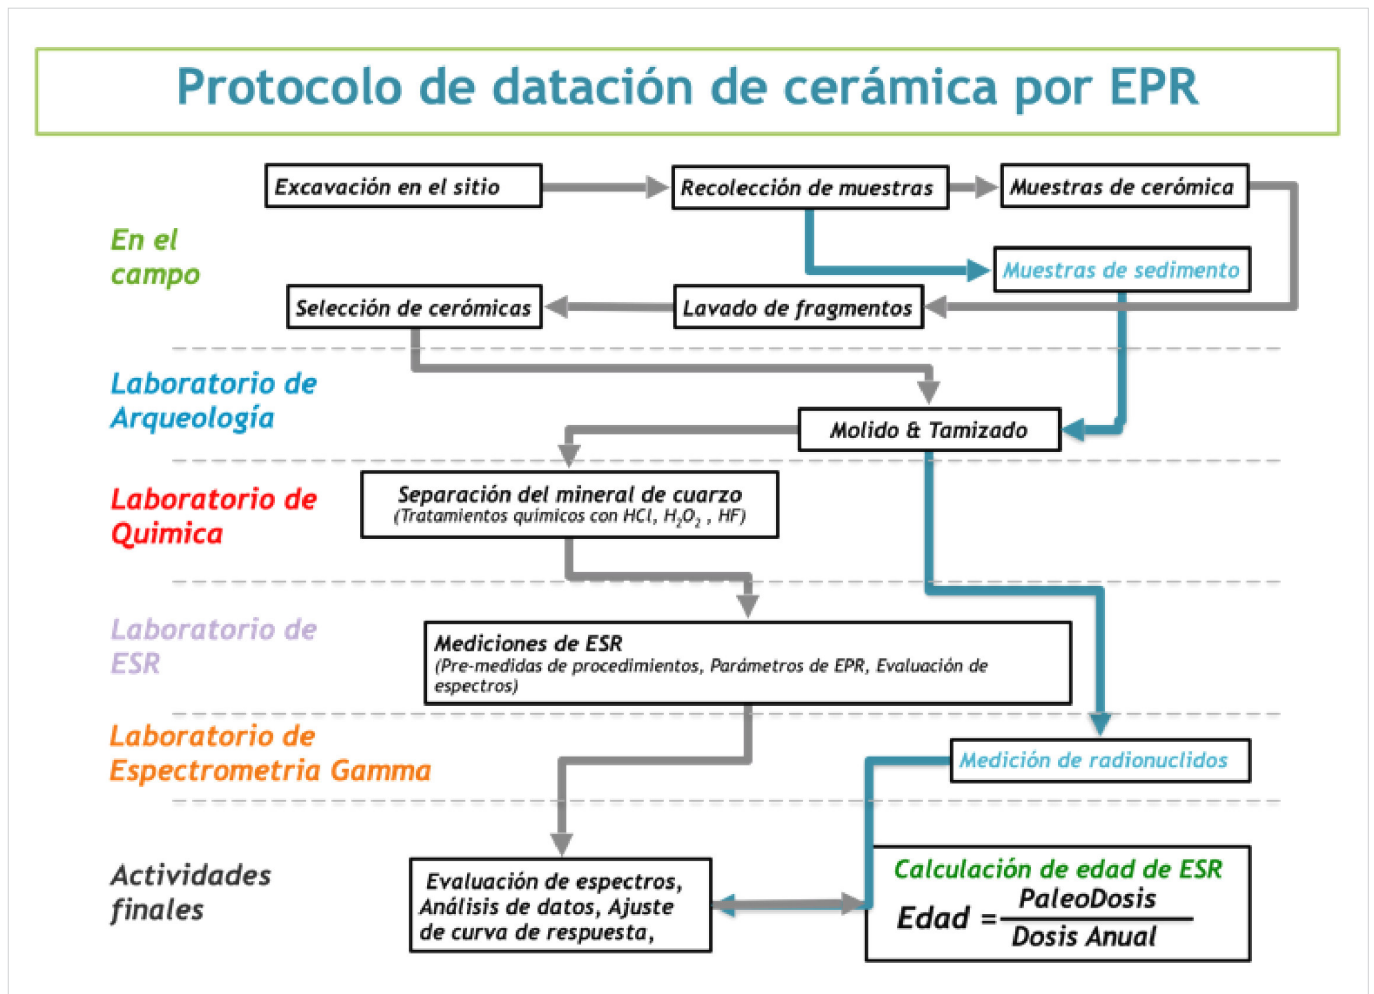 Protocolo de datación de cerámica por EPR
Excavación en el sitio
Recolección de muestras
Muestras de cerómica
En el
campo
Muestras de sedimento
Selección de cerómicas
Lavado de fragmentos
Laboratorio de
Arqueología
Molido & Tamizado
Laboratorio de
Quimica
Separación del mineral de cuarzo
(Tratamientos químicos con HCl, H₂O₂ , HF)
Laboratorio de
ESR
Mediciones de ESR
(Pre-medidas de procedimientos, Parámetros de EPR, Evaluación de
espectros)
Laboratorio de
Espectrometria Gamma
Medición de radionuclidos
Actividades
finales
Evaluación de espectros,
Análisis de datos, Ajuste
de curva de respuesta,
Calculación de edad de ESR
Edad = PaleoDosis
Dosis Anual